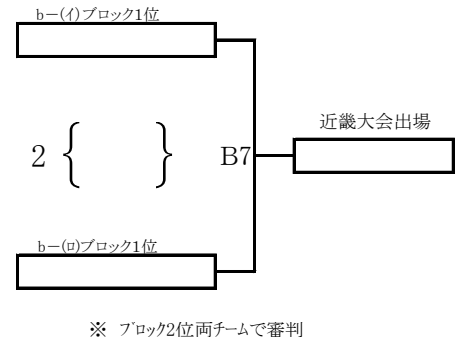 b－(ｲ)ブロック1位
近畿大会出場
2 { } B7
b－(ﾛ)ブロック1位
※ ブロック2位両チームで審判